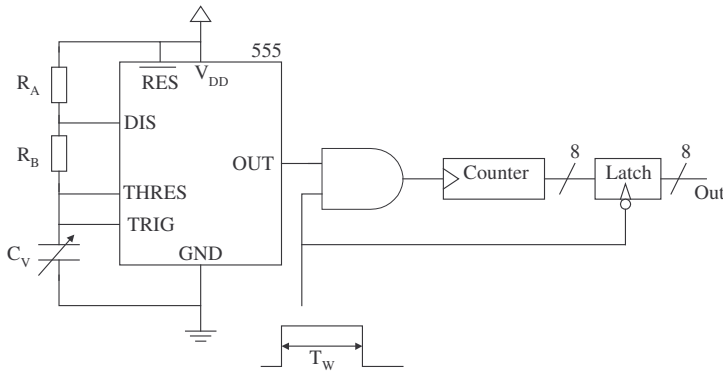 555
V_DD
RES
R_A
DIS
R_B
OUT
8
8
Counter
Latch
THRES
Out
TRIG
C_V
GND
T_W